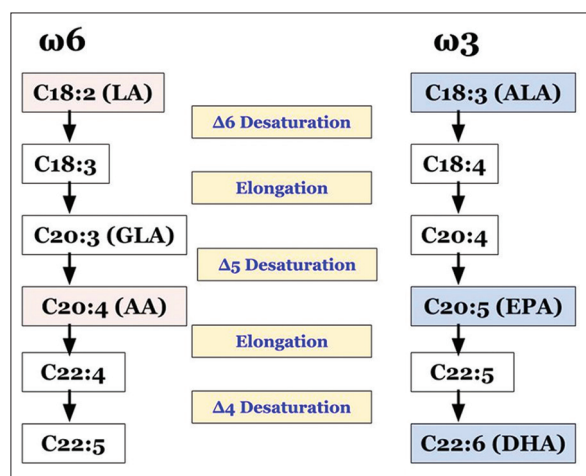 ω6
ω3
C18:2 (LA)
C18:3 (ALA)
Δ6 Desaturation
C18:3
C18:4
Elongation
C20:3 (GLA)
C20:4
Δ5 Desaturation
C20:4 (AA)
C20:5 (EPA)
Elongation
C22:4
C22:5
Δ4 Desaturation
C22:5
C22:6 (DHA)